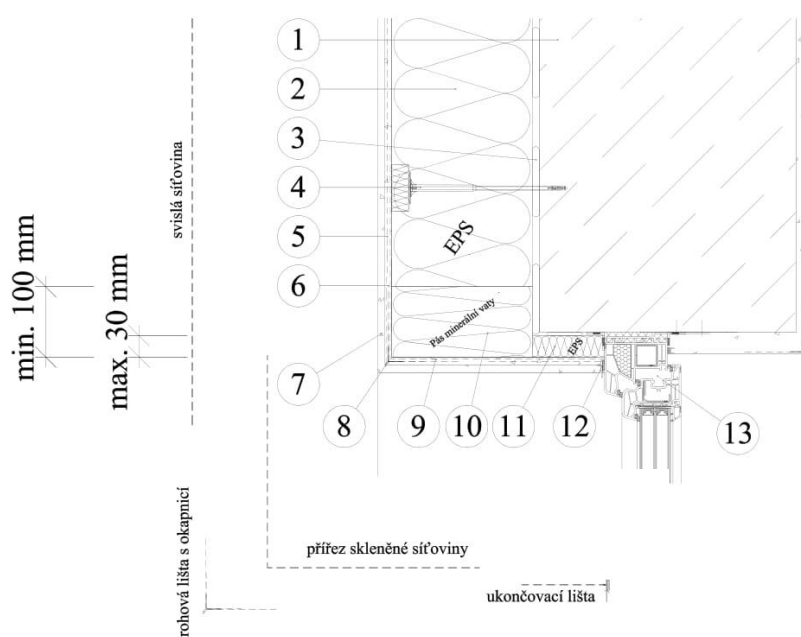 1
2
3
4
5
6
7
8
9
10
11
12
13
svislá síťovina
min. 100 mm
max. 30 mm
EPS
Pás minerální vaty
EPS
rohová lišta s okapnicí
přířez skleněné síťoviny
ukončovací lišta